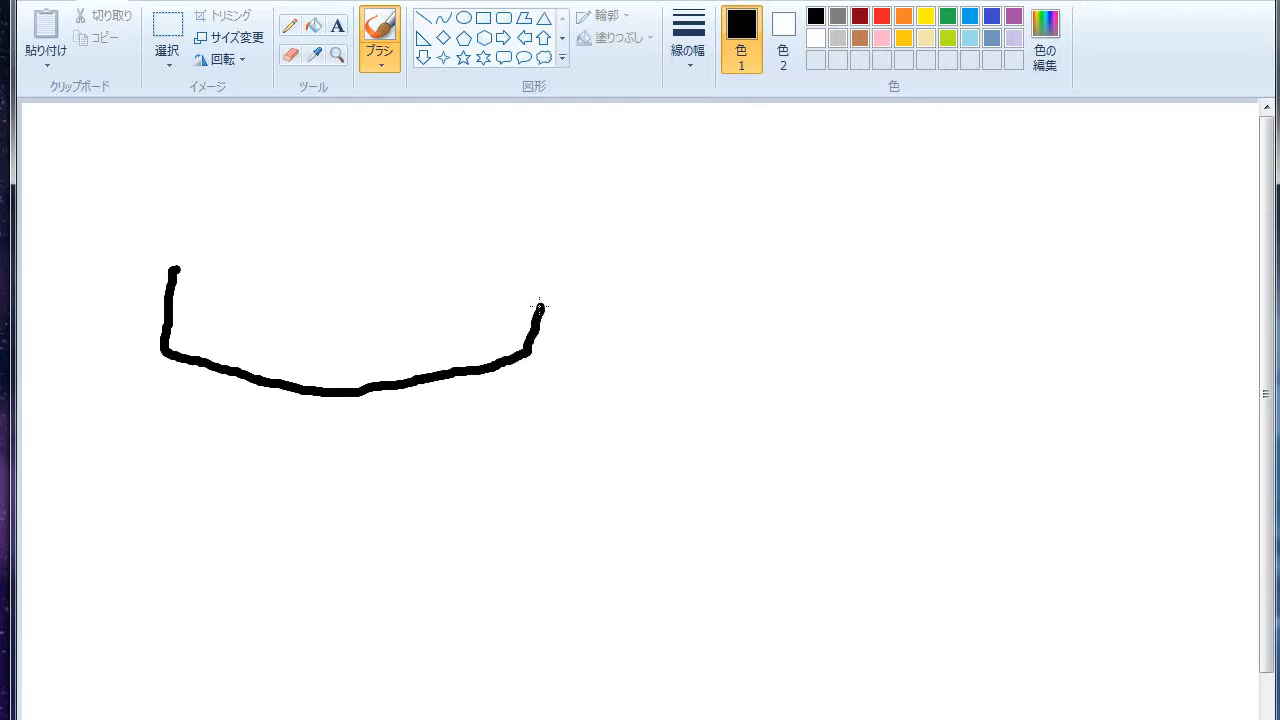 切り取り
コピー
貼り付け
クリップボード
トリミング
サイズ変更
回転
選択
イメージ
A
ツール
ブラシ
輪郭
塗りつぶし
図形
線の幅
色
1
色
2
色の
編集
色